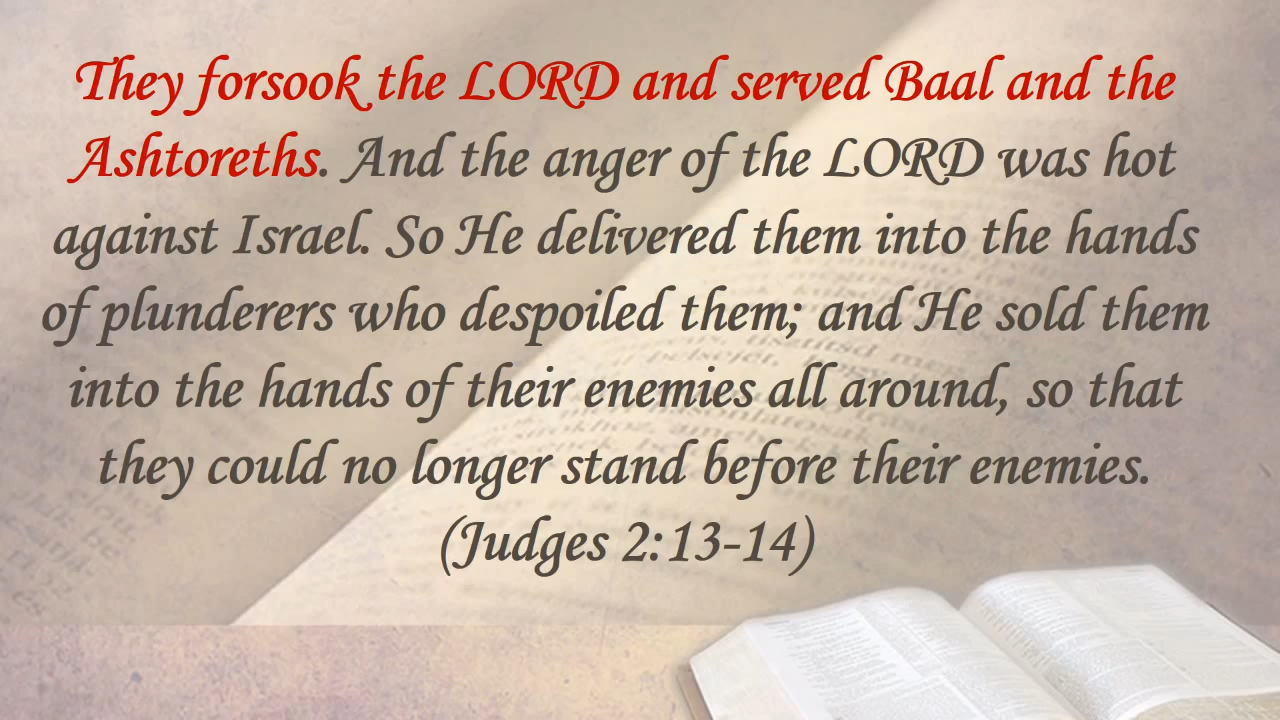 They forsook the LORD and served Baal and the
Ashtoreths. And the anger of the LORD was hot
against Israel. So He delivered them into the hands
of plunderers who despoiled them; and He sold them
into the hands of their enemies all around, so that
they could no longer stand before their enemies.
(Judges 2:13-14)